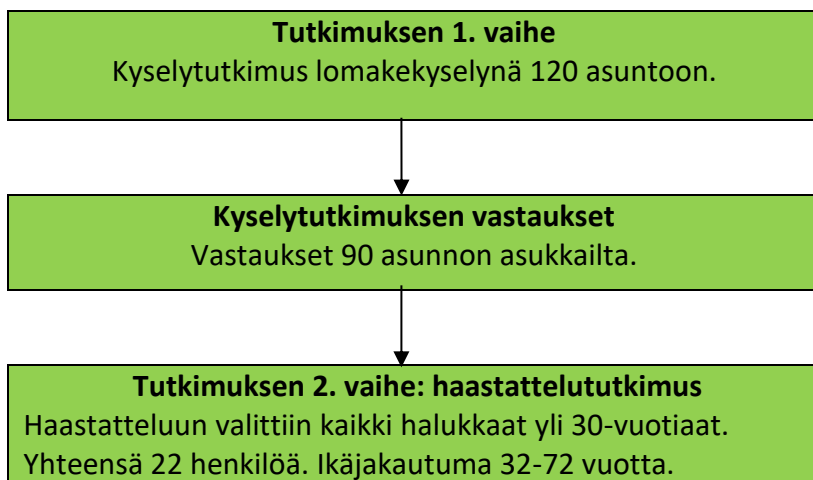 Tutkimuksen 1. vaihe
Kyselytutkimus lomakekyselynä 120 asuntoon.
Kyselytutkimuksen vastaukset
Vastaukset 90 asunnon asukkailta.
Tutkimuksen 2. vaihe: haastattelututkimus
Haastatteluun valittiin kaikki halukkaat yli 30-vuotiaat.
Yhteensä 22 henkilöä. Ikäjakautuma 32-72 vuotta.